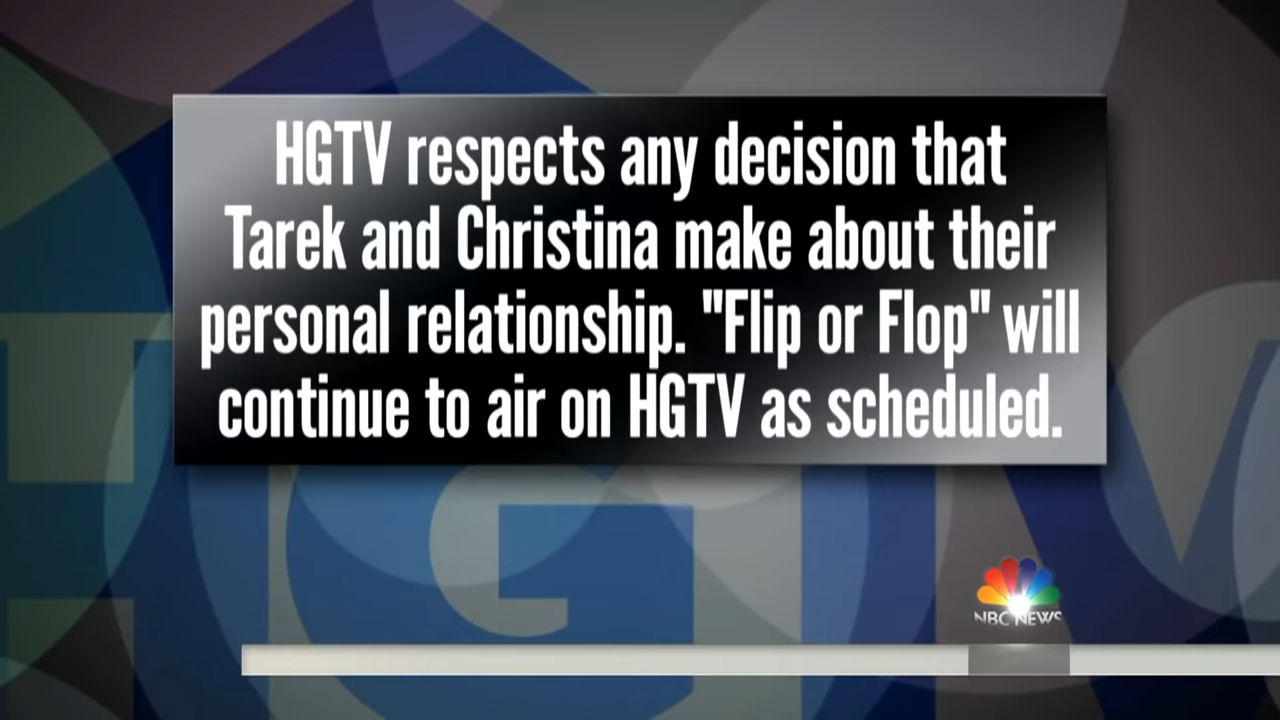 HGTV respects any decision that
Tarek and Christina make about their
personal relationship. "Flip or Flop" will
continue to air on HGTV as scheduled.
HGTV
NBC NEWS